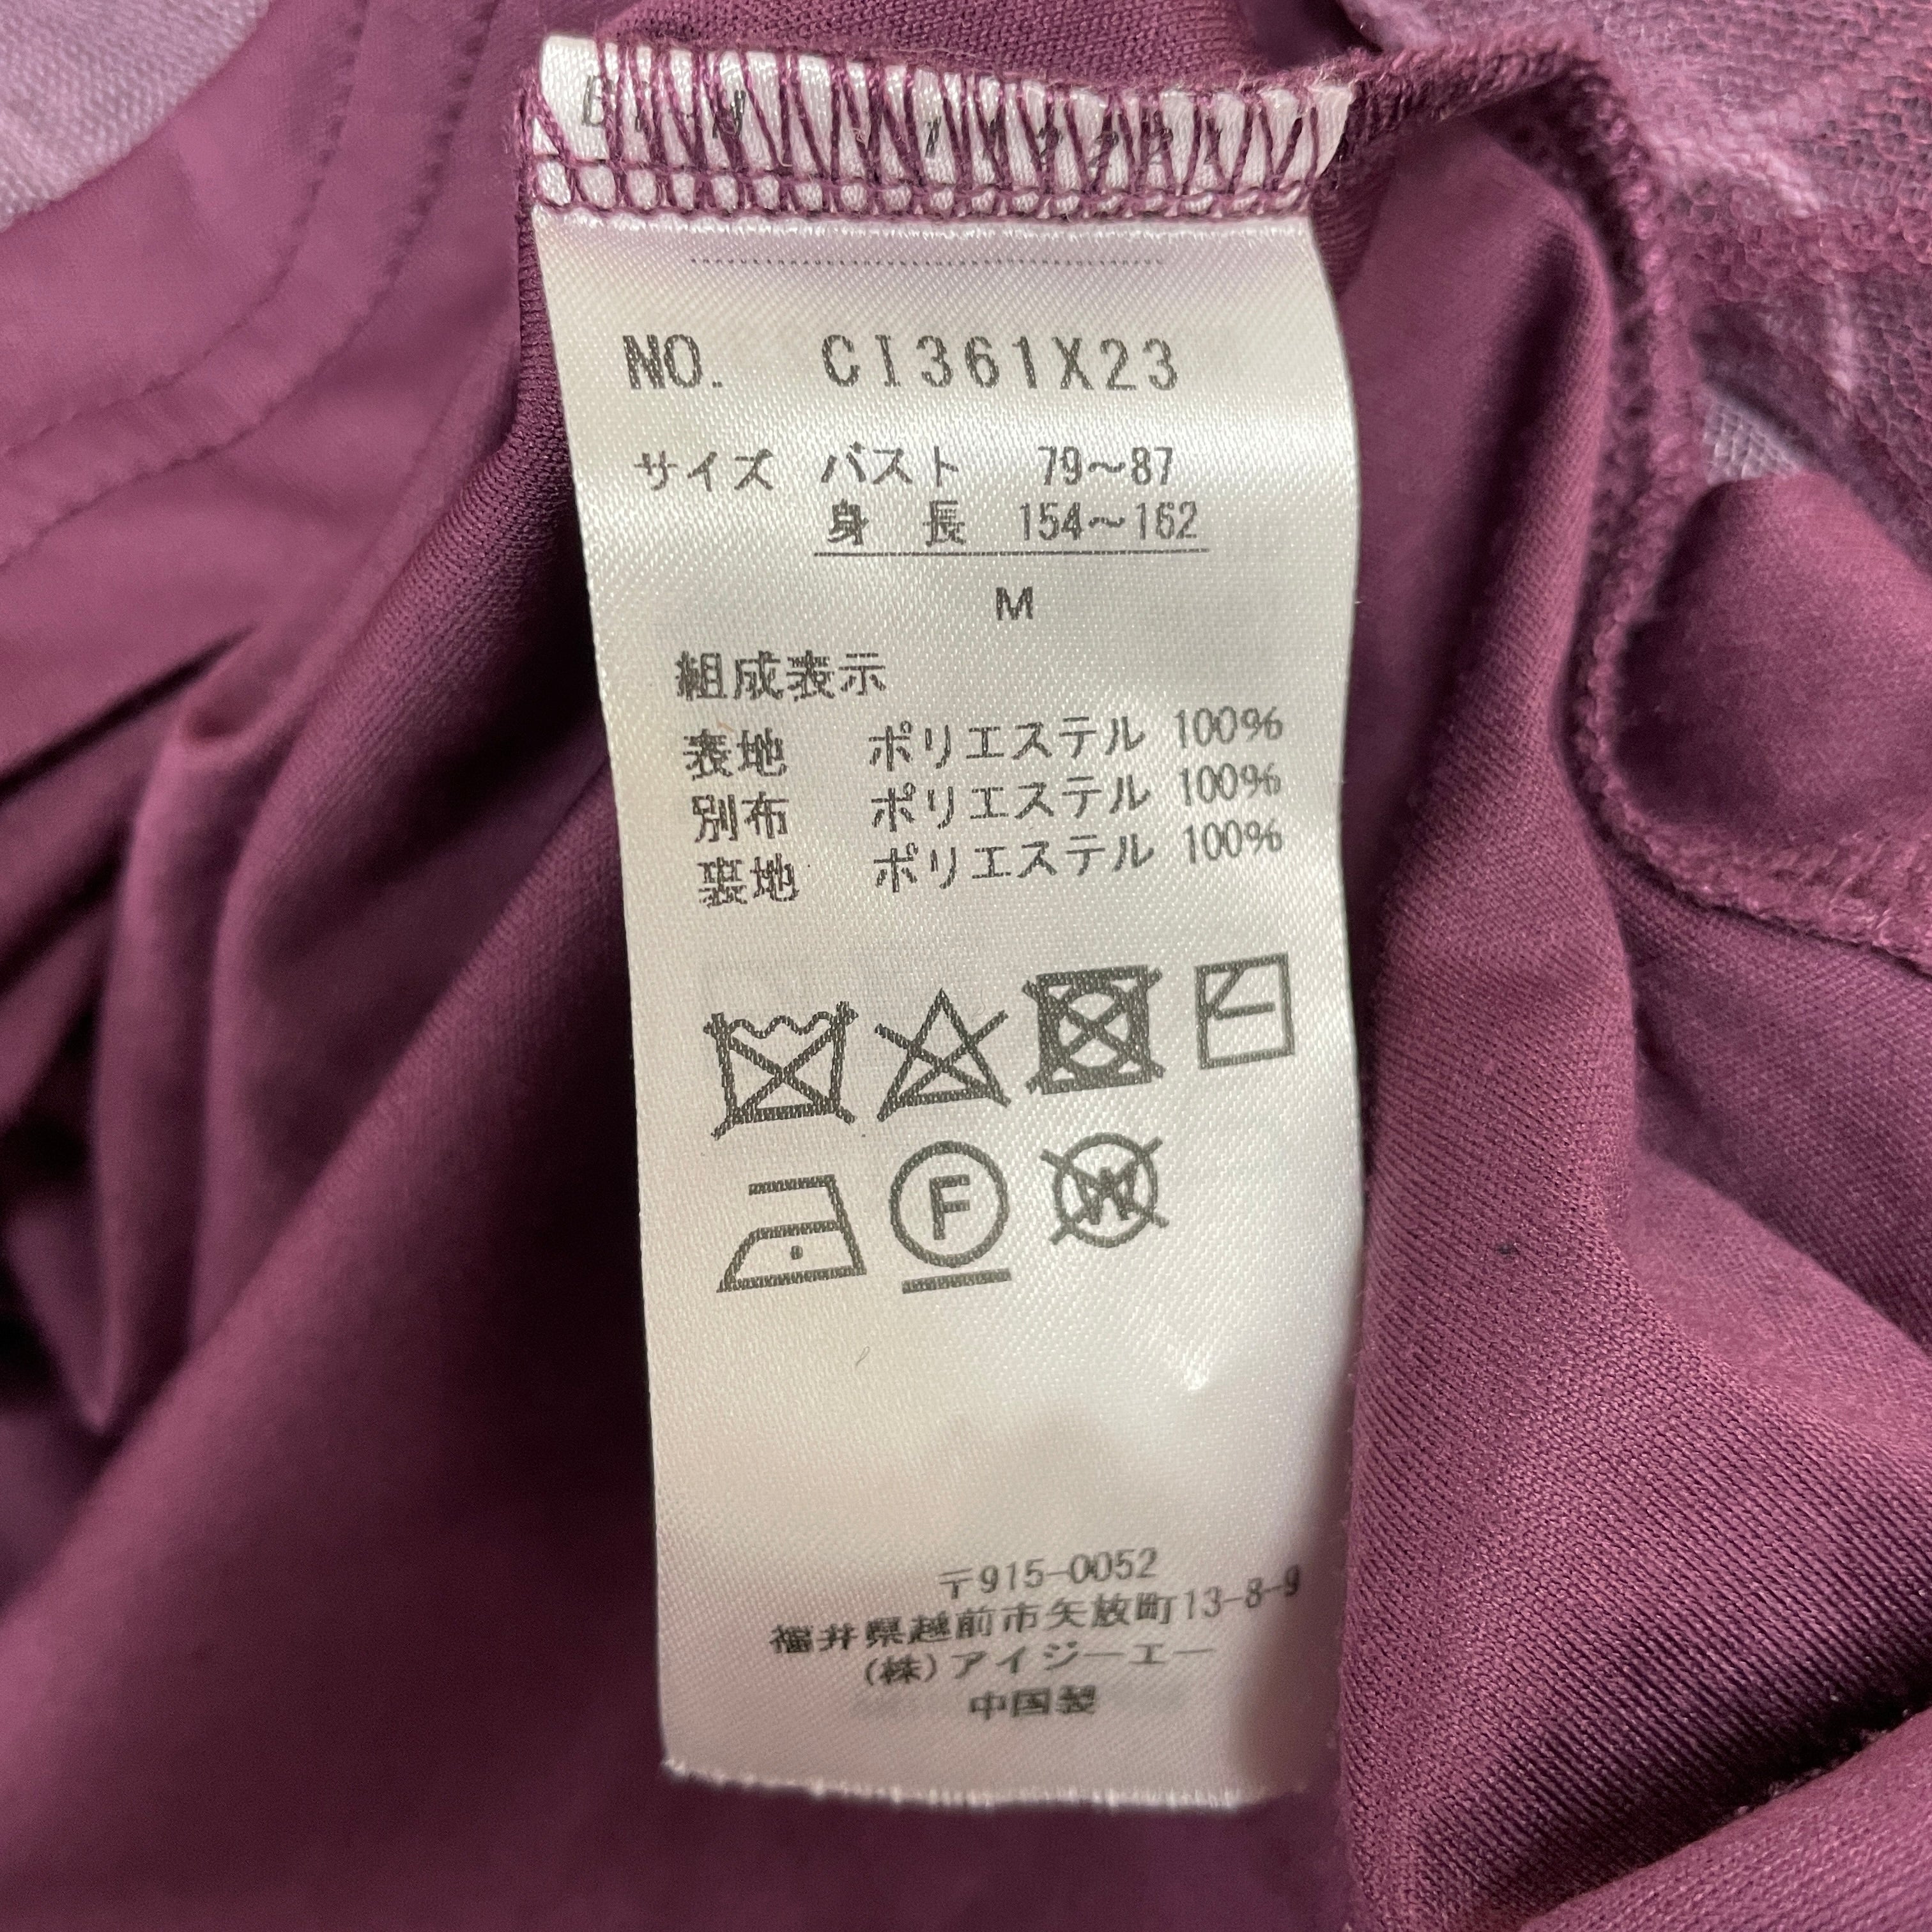 NO. CI361X23
サイズ バスト 79〜87
身 長 154〜162
M
組成表示
表地 ポリエステル 100%
別布 ポリエステル 100%
裏地 ポリエステル 100%
F
W
〒915-0052
福井県越前市矢放町13-8-9
(株)アイジーエー
中国製